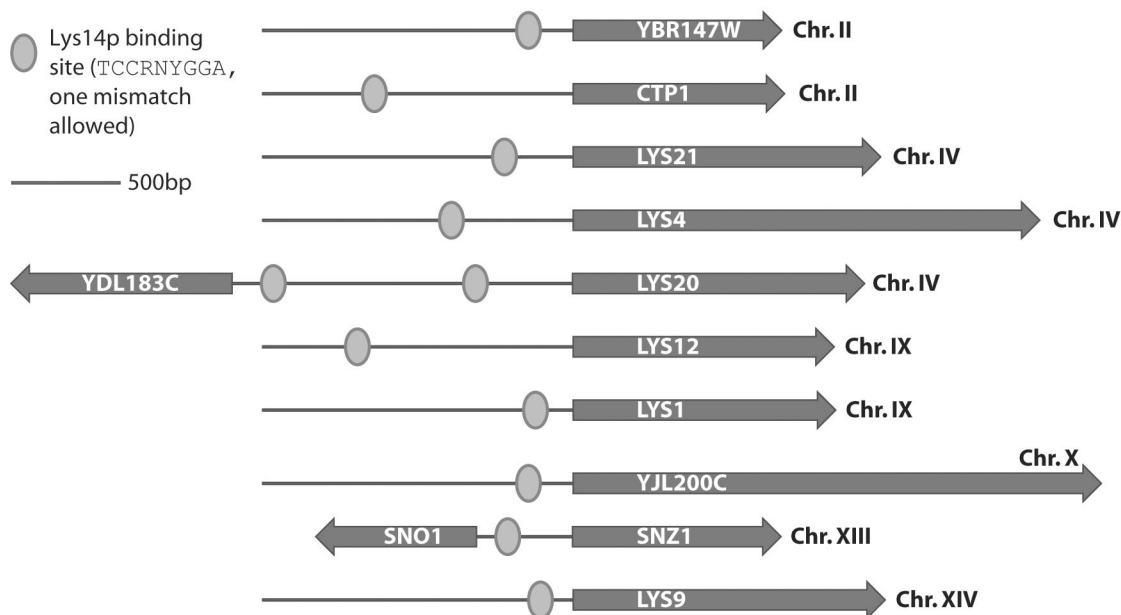 Lys14p binding
site (TCCRNYGGA,
one mismatch
allowed)
500bp
YBR147W Chr. II
CTP1 Chr. II
LYS21 Chr. IV
LYS4 Chr. IV
YDL183C LYS20 Chr. IV
LYS12 Chr. IX
LYS1 Chr. IX
Chr. X
YJL200C
SNO1 SNZ1 Chr. XIII
LYS9 Chr. XIV